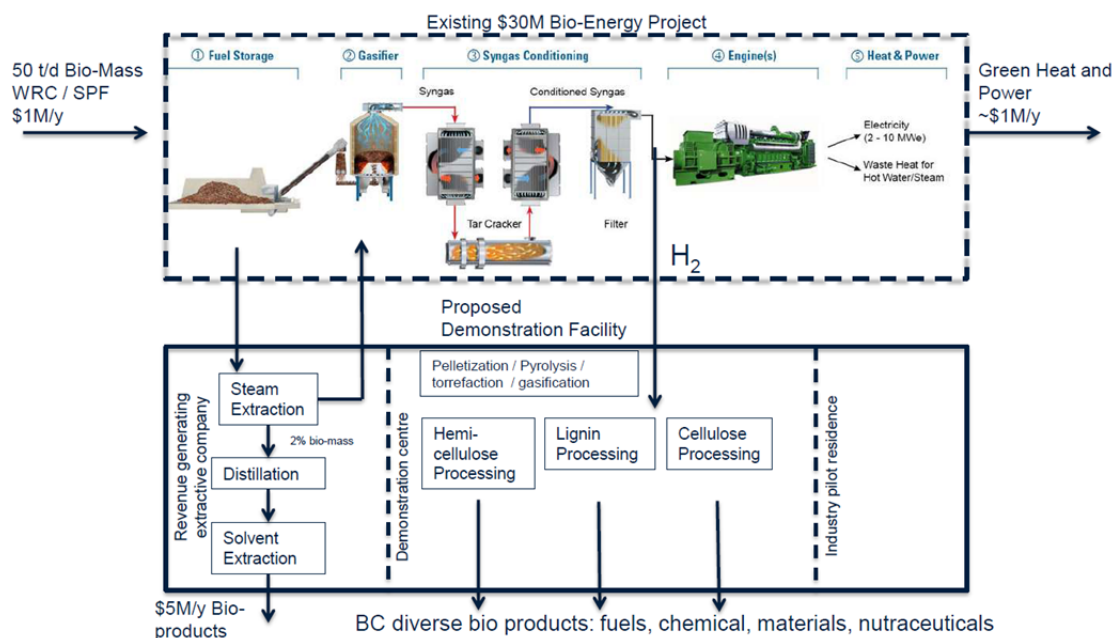 Existing $30M Bio-Energy Project
① Fuel Storage
② Gasifier
③ Syngas Conditioning
④ Engine(s)
⑤ Heat & Power
50 t/d Bio-Mass
WRC / SPF
$1M/y
Syngas
Conditioned Syngas
Tar Cracker
Filter
Electricity
(2 - 10 MWe)
Waste Heat for
Hot Water/Steam
Green Heat and
Power
~$1M/y
H2
Proposed
Demonstration Facility
Revenue generating
extractive company
Steam
Extraction
2% bio-mass
Distillation
Solvent
Extraction
Demonstration centre
Pelletization / Pyrolysis /
torrefaction / gasification
Hemi-
cellulose
Processing
Lignin
Processing
Cellulose
Processing
Industry pilot residence
$5M/y Bio-
products
BC diverse bio products: fuels, chemical, materials, nutraceuticals